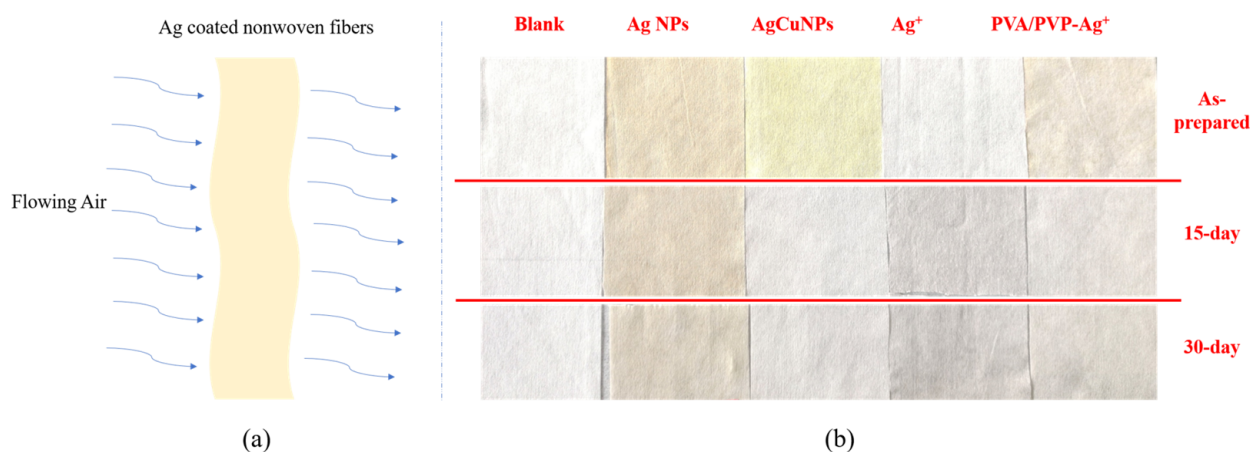 Ag coated nonwoven fibers
Flowing Air
(a)
Blank Ag NPs AgCuNPs Ag⁺ PVA/PVP-Ag⁺
As-
prepared
15-day
30-day
(b)